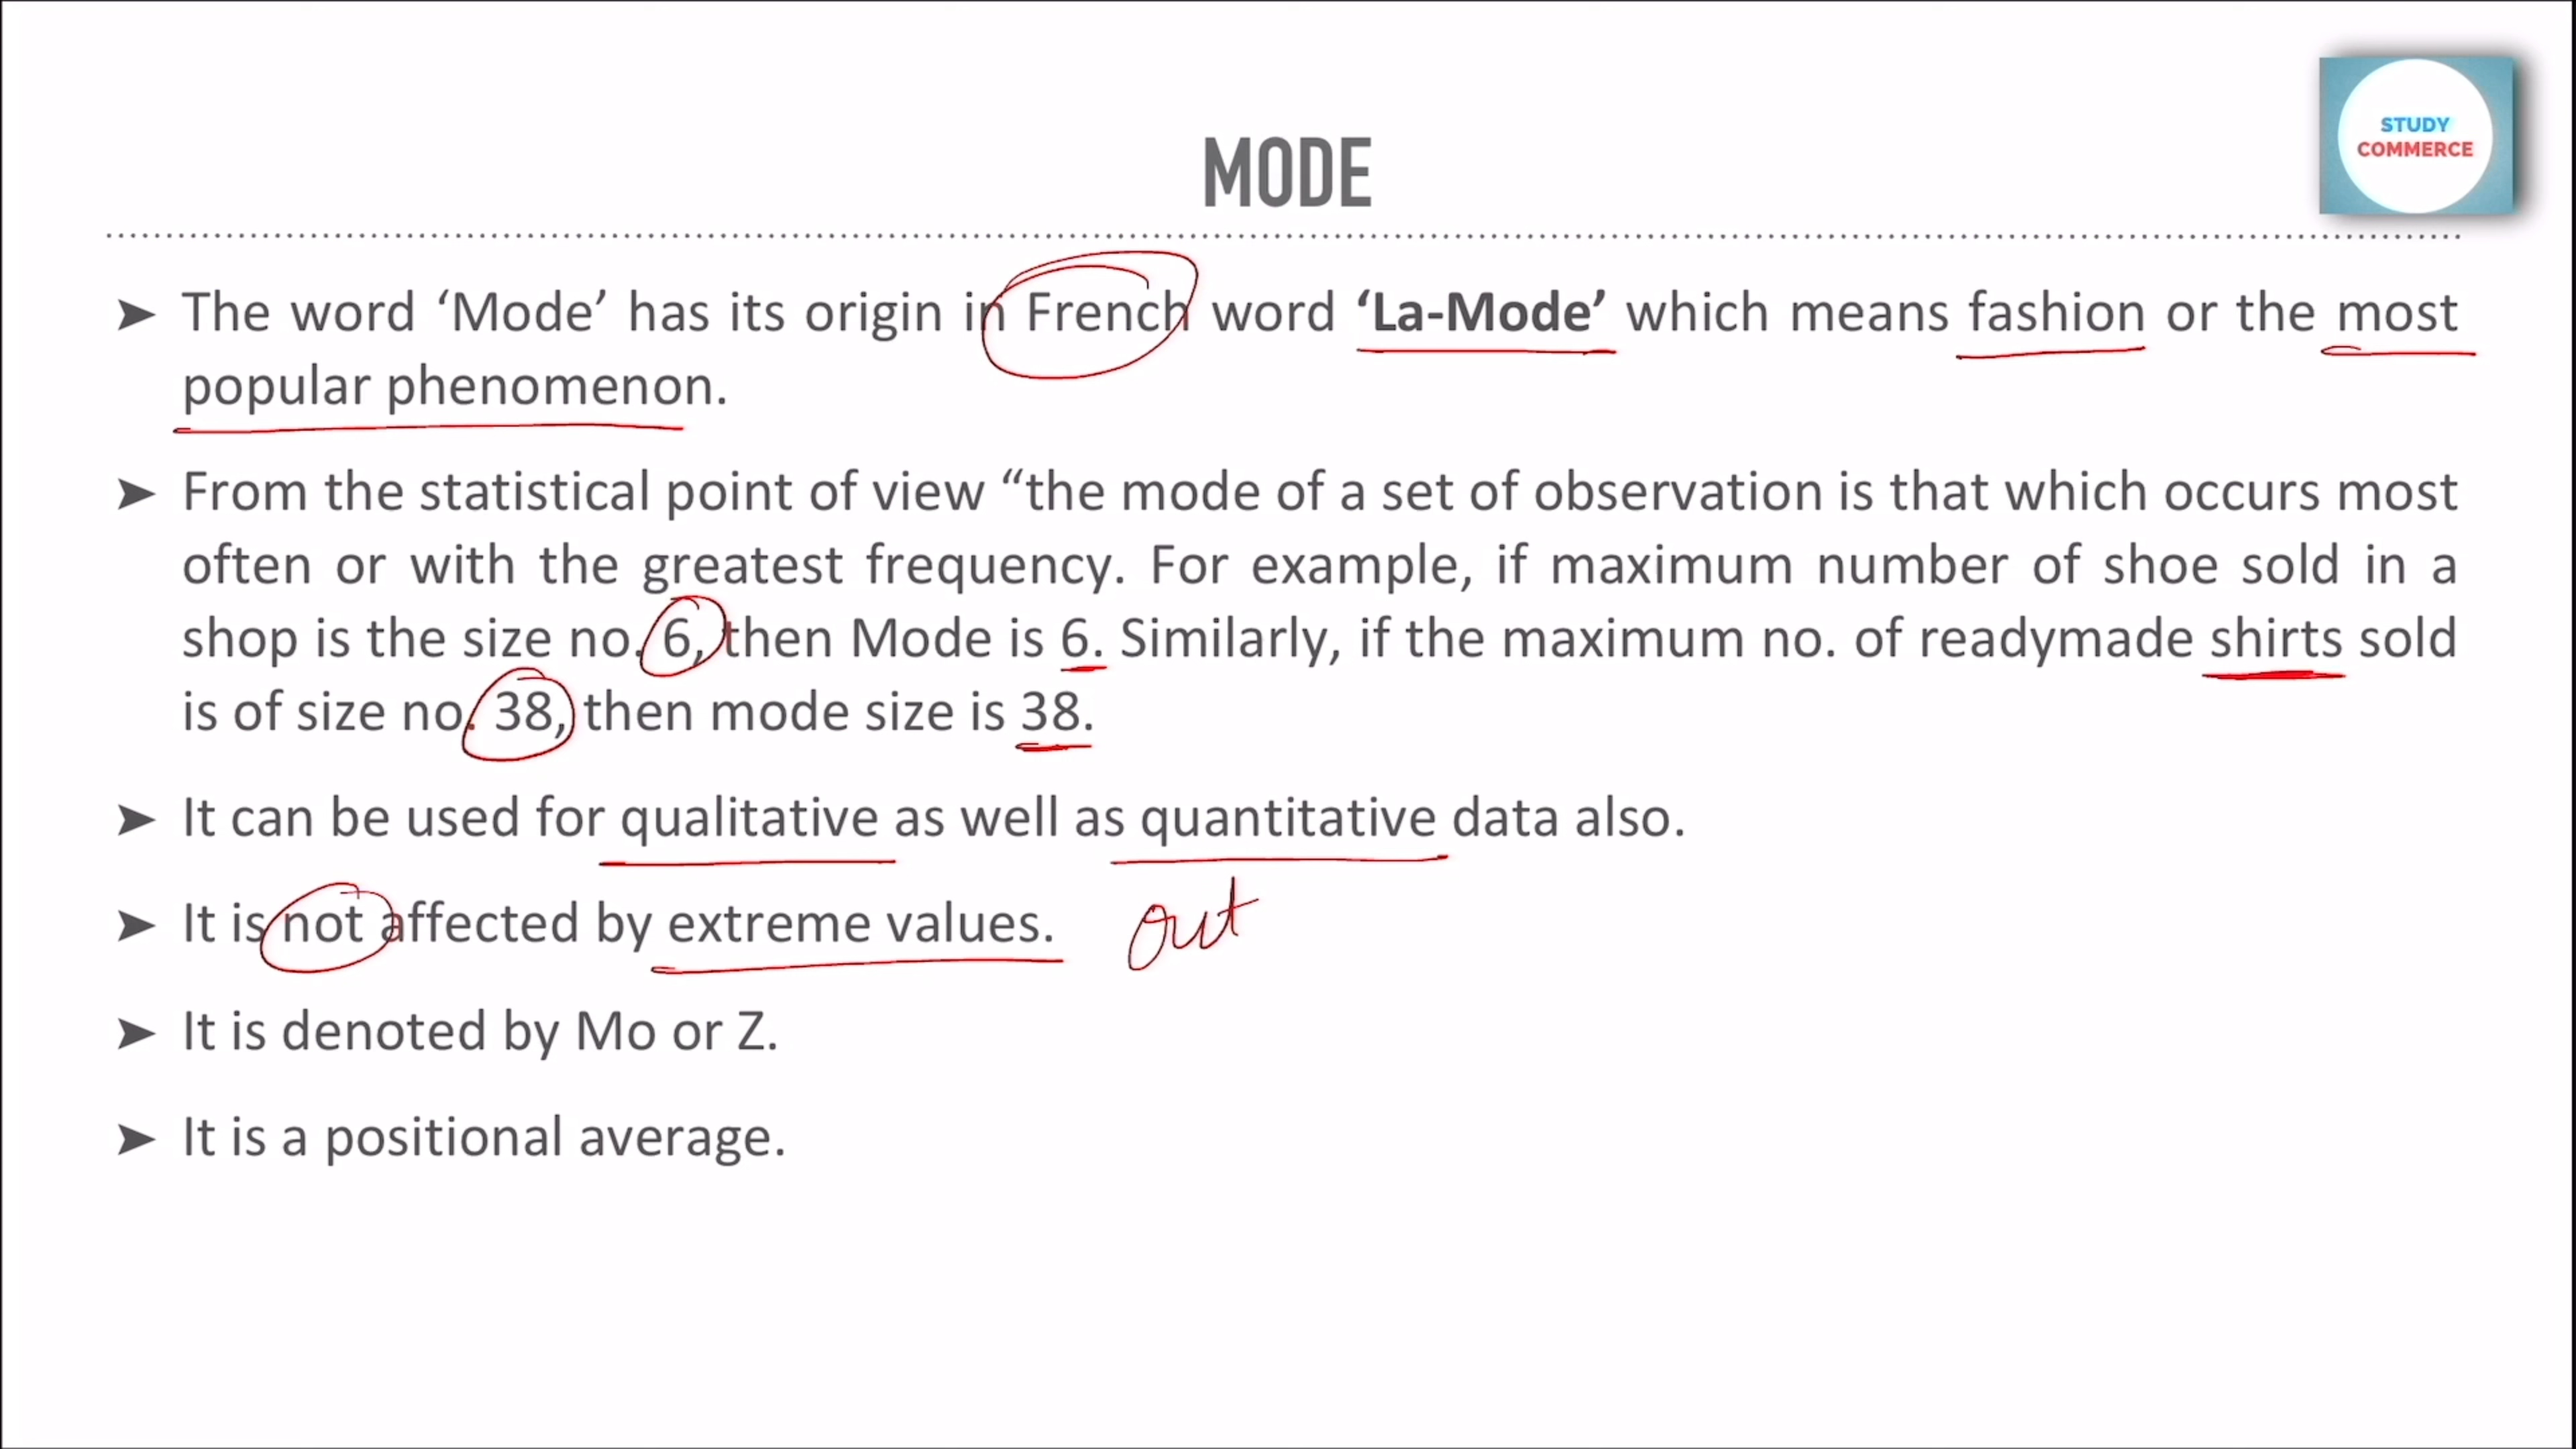 STUDY
COMMERCE
MODE
➤ The word ‘Mode’ has its origin in French word ‘La-Mode’ which means fashion or the most
popular phenomenon.
➤ From the statistical point of view “the mode of a set of observation is that which occurs most
often or with the greatest frequency. For example, if maximum number of shoe sold in a
shop is the size no. 6, then Mode is 6. Similarly, if the maximum no. of readymade shirts sold
is of size no. 38, then mode size is 38.
➤ It can be used for qualitative as well as quantitative data also.
➤ It is not affected by extreme values. out
➤ It is denoted by Mo or Z.
➤ It is a positional average.